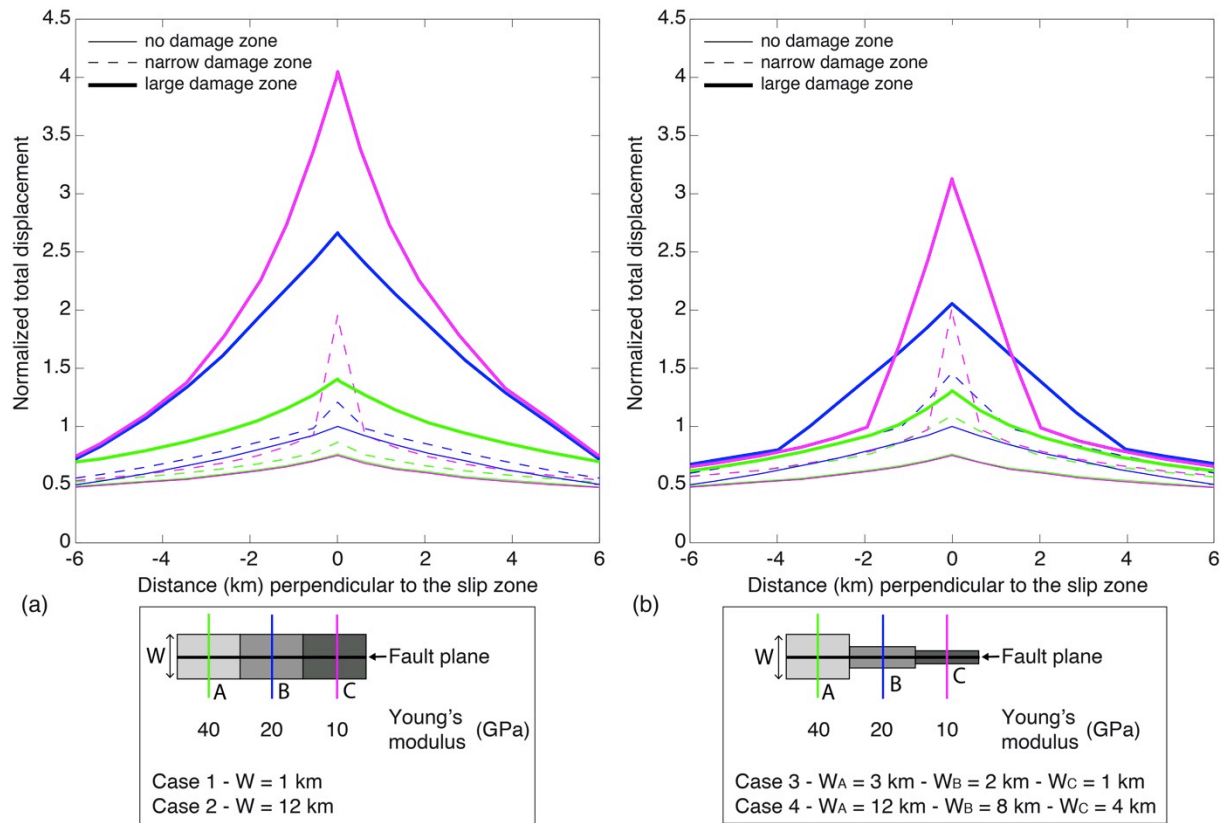 4.5
4
3.5
3
2.5
2
1.5
1
0.5
0
no damage zone
narrow damage zone
large damage zone
Normalized total displacement
-6 -4 -2 0 2 4 6
Distance (km) perpendicular to the slip zone
(a)
W
A B C
Fault plane
40 20 10 Young's modulus (GPa)
Case 1 - W = 1 km
Case 2 - W = 12 km
4.5
4
3.5
3
2.5
2
1.5
1
0.5
0
no damage zone
narrow damage zone
large damage zone
Normalized total displacement
-6 -4 -2 0 2 4 6
Distance (km) perpendicular to the slip zone
(b)
W
A B C
Fault plane
40 20 10 Young's modulus (GPa)
Case 3 - WA = 3 km - WB = 2 km - WC = 1 km
Case 4 - WA = 12 km - WB = 8 km - WC = 4 km